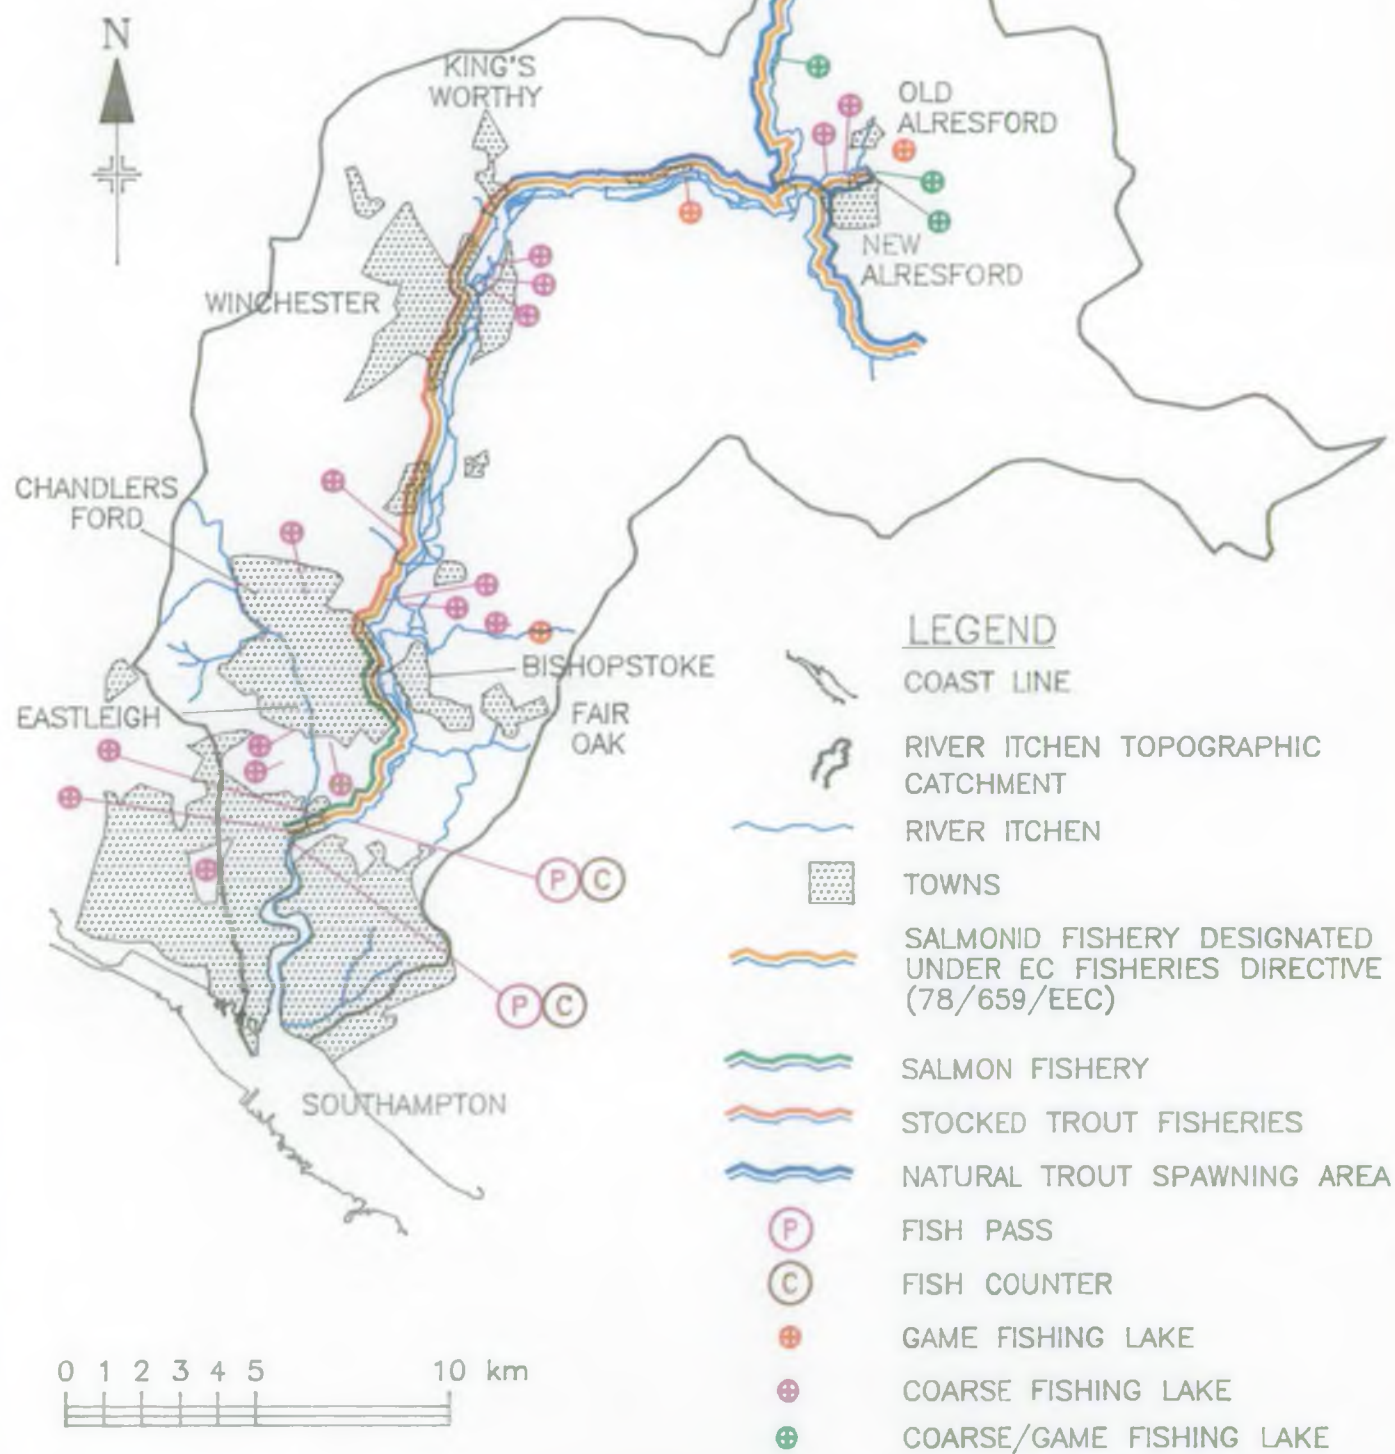 N
KING'S
WORTHY
OLD
ALRESFORD
NEW
ALRESFORD
WINCHESTER
CHANDLERS
FORD
BISHOPSTOKE
EASTLEIGH
FAIR
OAK
P C
P C
SOUTHAMPTON
LEGEND
COAST LINE
RIVER ITCHEN TOPOGRAPHIC
CATCHMENT
RIVER ITCHEN
TOWNS
SALMONID FISHERY DESIGNATED
UNDER EC FISHERIES DIRECTIVE
(78/659/EEC)
SALMON FISHERY
STOCKED TROUT FISHERIES
NATURAL TROUT SPAWNING AREA
P FISH PASS
C FISH COUNTER
GAME FISHING LAKE
COARSE FISHING LAKE
COARSE/GAME FISHING LAKE
0 1 2 3 4 5 10 km